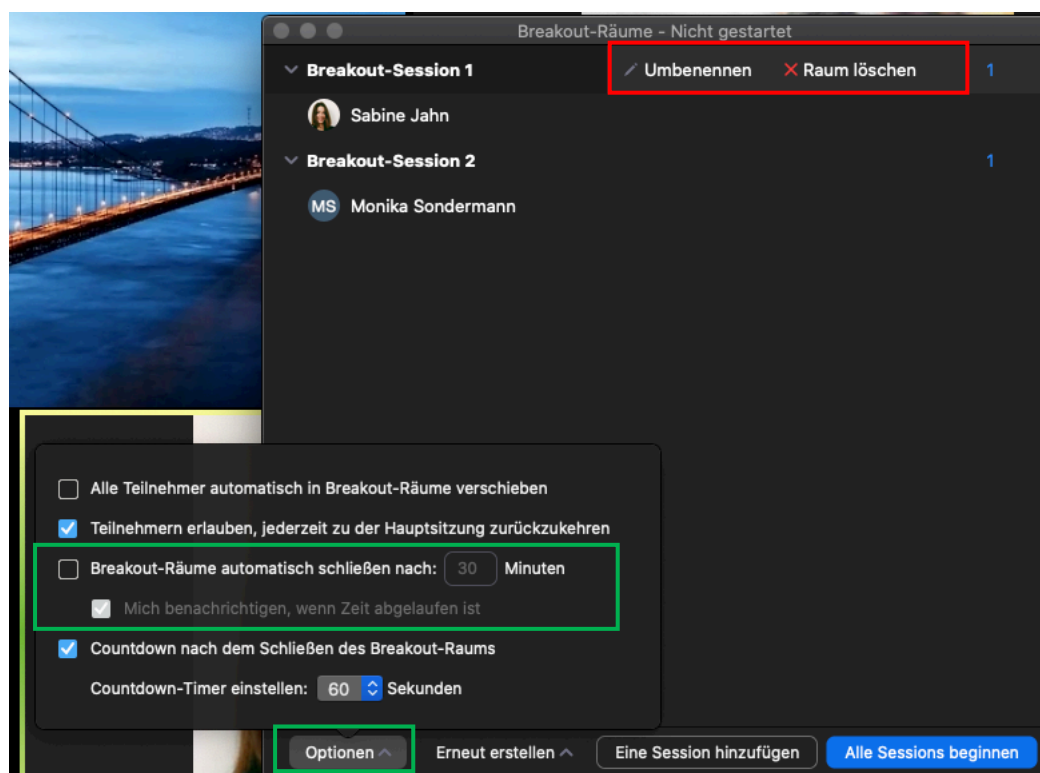 Breakout-Räume - Nicht gestartet
Breakout-Session 1 Umbenennen Raum löschen 1
Sabine Jahn
Breakout-Session 2 1
MS Monika Sondermann
Alle Teilnehmer automatisch in Breakout-Räume verschieben
Teilnehmern erlauben, jederzeit zu der Hauptsitzung zurückzukehren
Breakout-Räume automatisch schließen nach: 30 Minuten
Mich benachrichtigen, wenn Zeit abgelaufen ist
Countdown nach dem Schließen des Breakout-Raums
Countdown-Timer einstellen: 60 Sekunden
Optionen Erneut erstellen Eine Session hinzufügen Alle Sessions beginnen